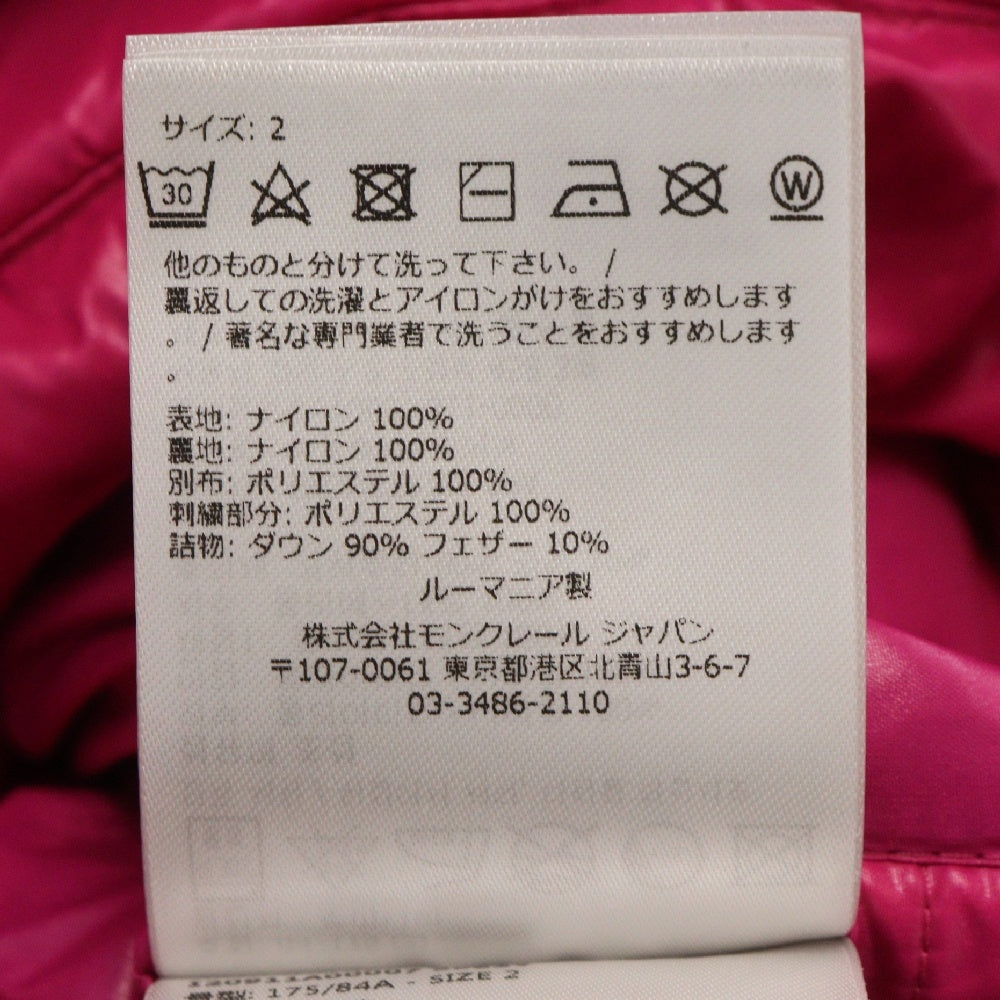 サイズ: 2
30
W
他のものと分けて洗って下さい。 /
裏返しての洗濯とアイロンがけをおすすめします
。 / 著名な専門業者で洗うことをおすすめします
。
表地: ナイロン 100%
裏地: ナイロン 100%
別布: ポリエステル 100%
刺繍部分: ポリエステル 100%
詰物: ダウン 90% フェザー 10%
ルーマニア製
株式会社モンクレール ジャパン
〒107-0061 東京都港区北青山3-6-7
03-3486-2110
175/84A - SIZE 2